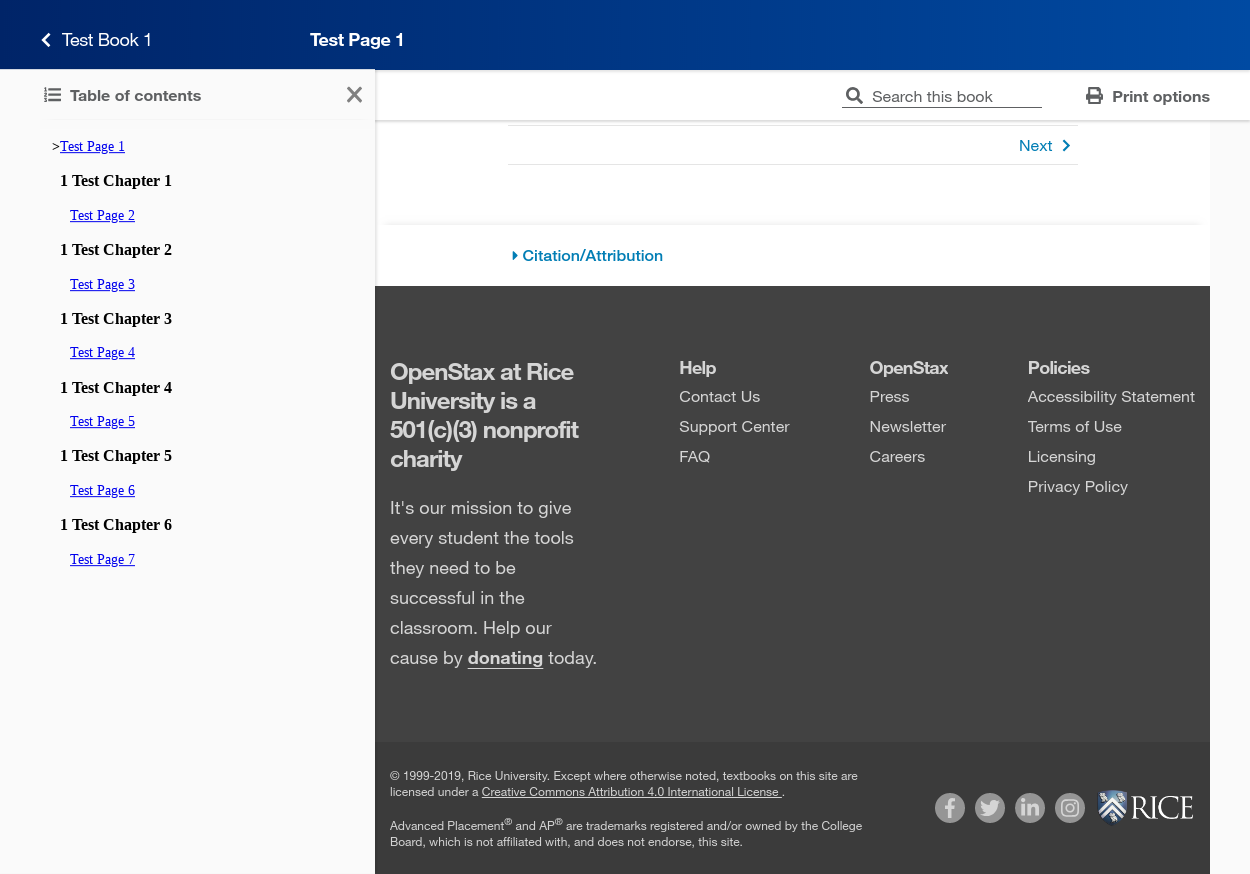 Test Book 1
Test Page 1
Table of contents
Search this book
Print options
>Test Page 1
1 Test Chapter 1
Test Page 2
1 Test Chapter 2
Test Page 3
1 Test Chapter 3
Test Page 4
1 Test Chapter 4
Test Page 5
1 Test Chapter 5
Test Page 6
1 Test Chapter 6
Test Page 7
Next
Citation/Attribution
OpenStax at Rice
University is a
501(c)(3) nonprofit
charity
It's our mission to give
every student the tools
they need to be
successful in the
classroom. Help our
cause by donating today.
Help
Contact Us
Support Center
FAQ
OpenStax
Press
Newsletter
Careers
Policies
Accessibility Statement
Terms of Use
Licensing
Privacy Policy
© 1999-2019, Rice University. Except where otherwise noted, textbooks on this site are
licensed under a Creative Commons Attribution 4.0 International License .
Advanced Placement® and AP® are trademarks registered and/or owned by the College
Board, which is not affiliated with, and does not endorse, this site.
RICE